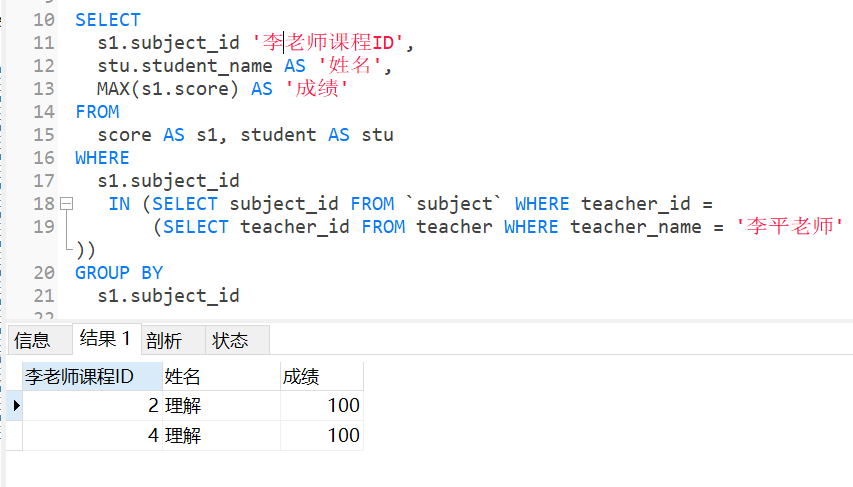 10 SELECT
11 s1.subject_id '李老师课程ID',
12 stu.student_name AS '姓名',
13 MAX(s1.score) AS '成绩'
14 FROM
15 score AS s1, student AS stu
16 WHERE
17 s1.subject_id
18 IN (SELECT subject_id FROM `subject` WHERE teacher_id =
19 (SELECT teacher_id FROM teacher WHERE teacher_name = '李平老师'
))
20 GROUP BY
21 s1.subject_id
信息 结果 1 剖析 状态
李老师课程ID 姓名 成绩
2 理解 100
4 理解 100